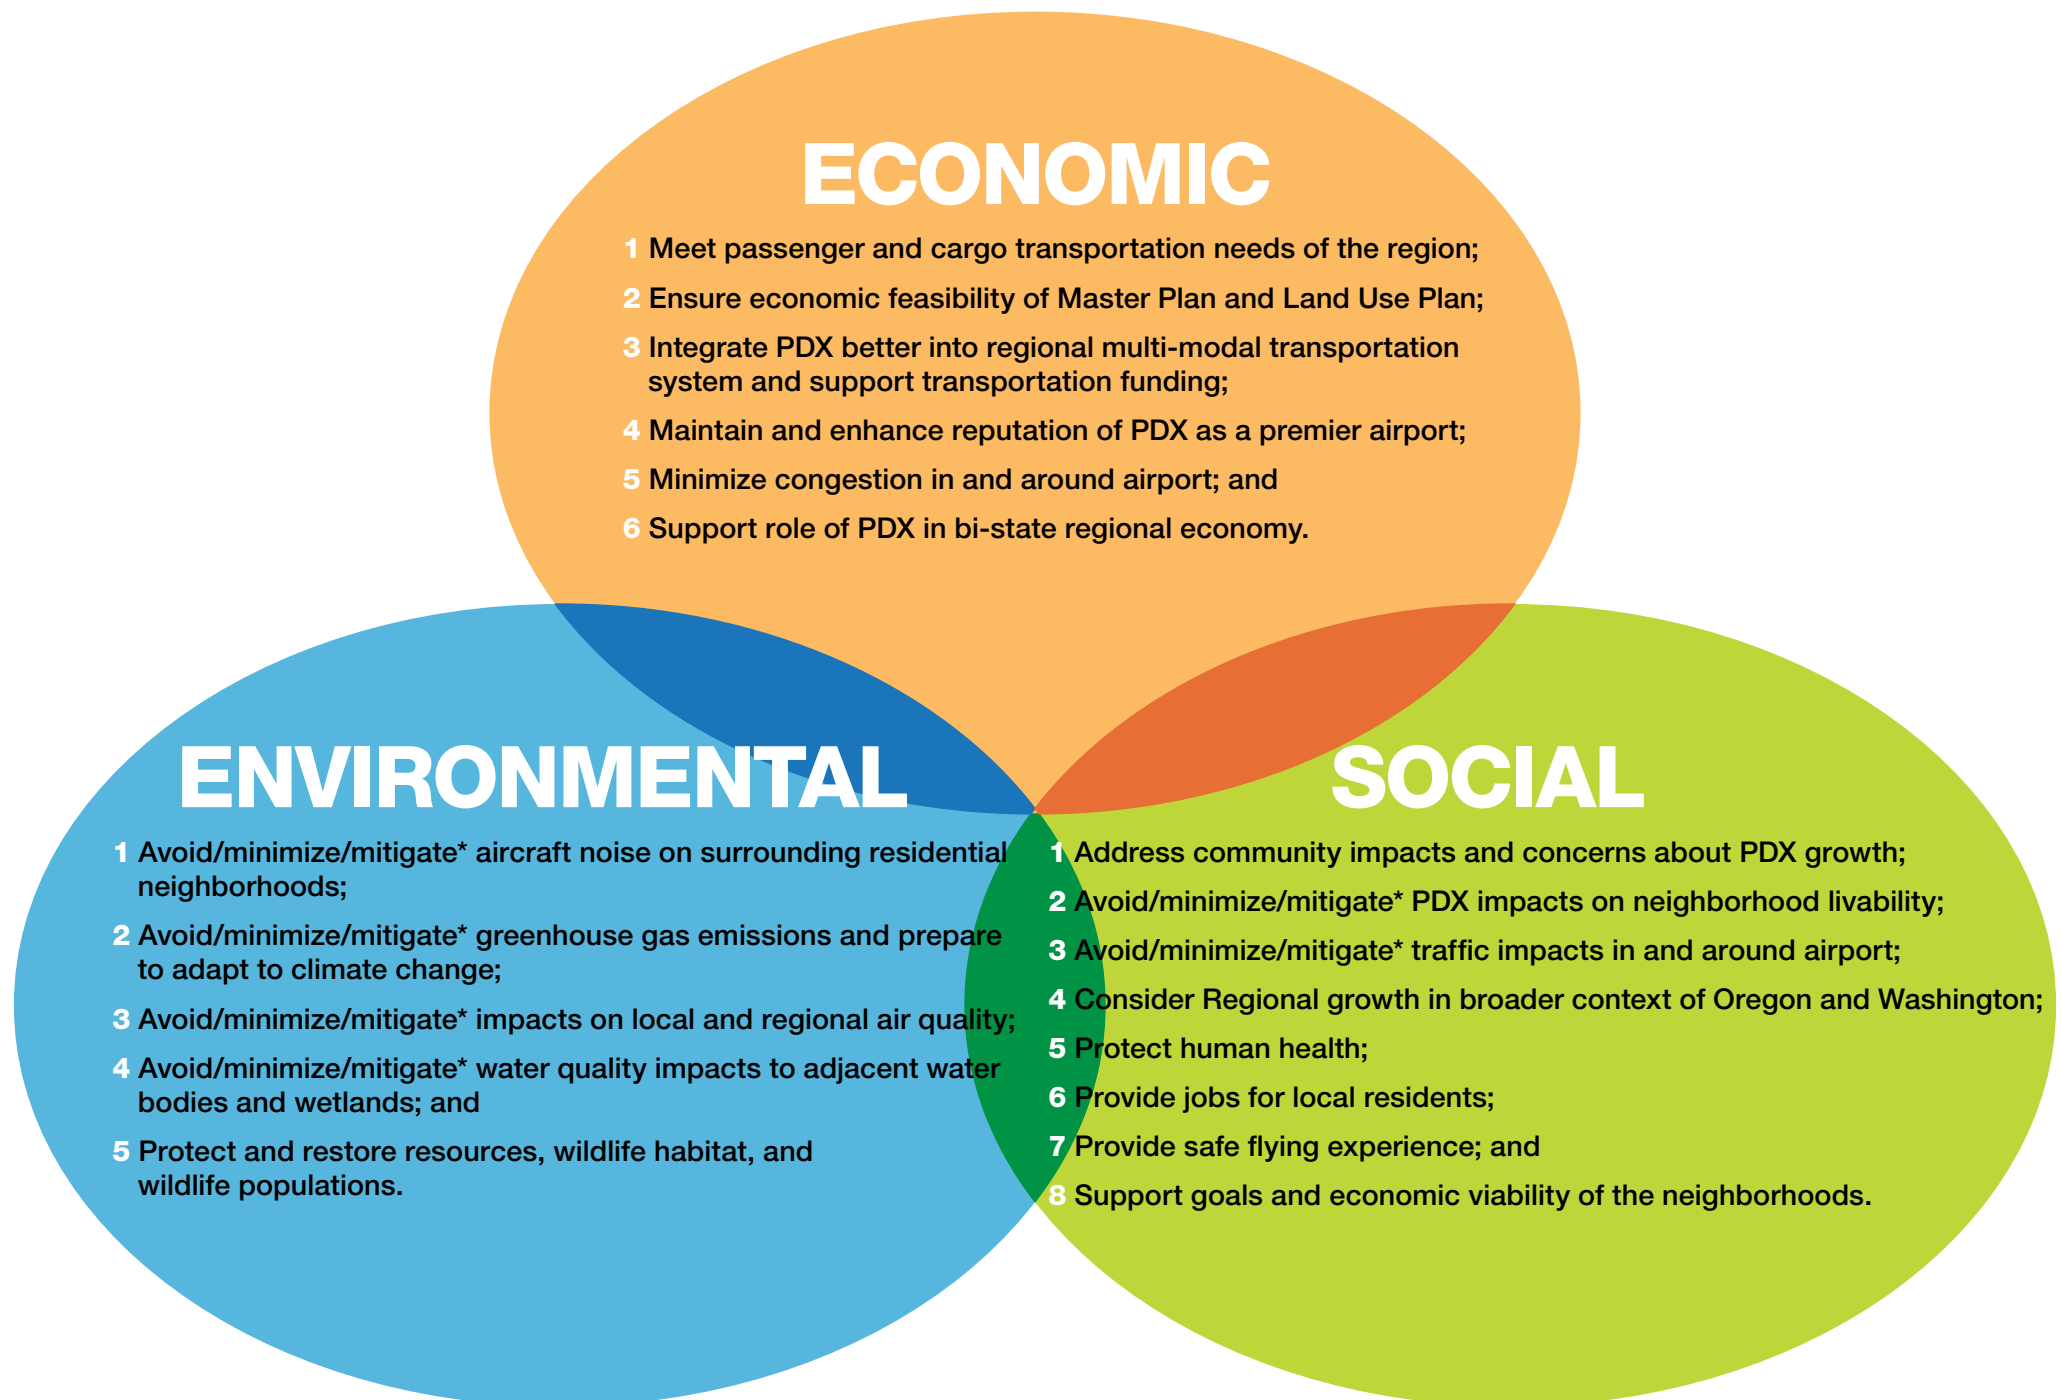 ECONOMIC
1 Meet passenger and cargo transportation needs of the region;
2 Ensure economic feasibility of Master Plan and Land Use Plan;
3 Integrate PDX better into regional multi-modal transportation
system and support transportation funding;
4 Maintain and enhance reputation of PDX as a premier airport;
5 Minimize congestion in and around airport; and
6 Support role of PDX in bi-state regional economy.
ENVIRONMENTAL
1 Avoid/minimize/mitigate* aircraft noise on surrounding residential
neighborhoods;
2 Avoid/minimize/mitigate* greenhouse gas emissions and prepare
to adapt to climate change;
3 Avoid/minimize/mitigate* impacts on local and regional air quality;
4 Avoid/minimize/mitigate* water quality impacts to adjacent water
bodies and wetlands; and
5 Protect and restore resources, wildlife habitat, and
wildlife populations.
SOCIAL
1 Address community impacts and concerns about PDX growth;
2 Avoid/minimize/mitigate* PDX impacts on neighborhood livability;
3 Avoid/minimize/mitigate* traffic impacts in and around airport;
4 Consider Regional growth in broader context of Oregon and Washington;
5 Protect human health;
6 Provide jobs for local residents;
7 Provide safe flying experience; and
8 Support goals and economic viability of the neighborhoods.